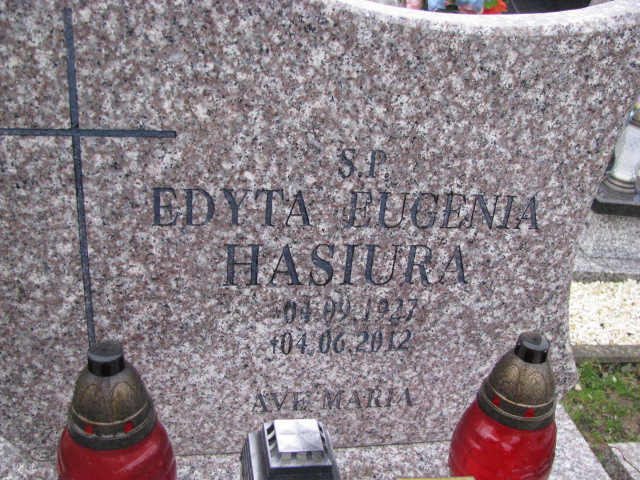 Ś.P.
EDYTA EUGENIA
HASIURA
*04.09.1927
+04.06.2012
AVE MARIA